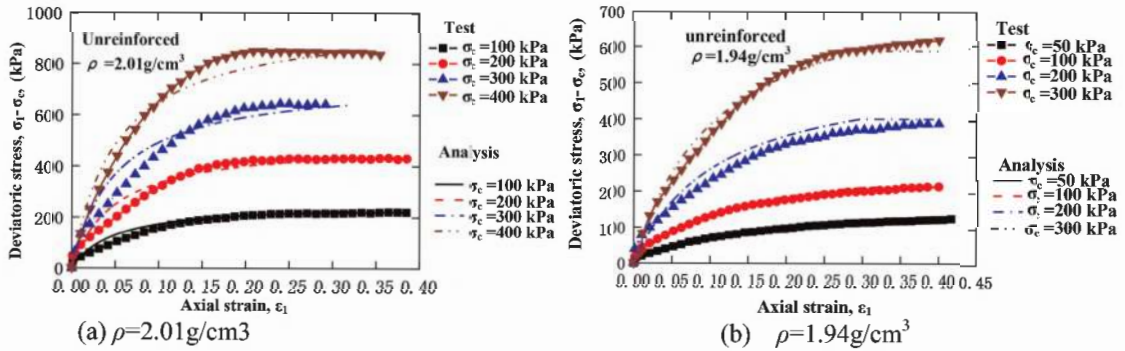 Deviatoric stress, σ1- σc, (kPa)
1000
800
600
400
200
0
Unreinforced
ρ =2.01g/cm3
0.00 0.05 0.10 0.15 0.20 0.25 0.30 0.35 0.40
Axial strain, ε1
Test
σc =100 kPa
σc =200 kPa
σc =300 kPa
σc =400 kPa
Analysis
σc =100 kPa
σc =200 kPa
σc =300 kPa
σc =400 kPa
(a) ρ=2.01g/cm3
Deviatoric stress, σ1- σc, (kPa)
700
600
500
400
300
200
100
0
unreinforced
ρ =1.94g/cm3
0.00 0.05 0.10 0.15 0.20 0.25 0.30 0.35 0.40 0.45
Axial strain, ε1
Test
σc =50 kPa
σc =100 kPa
σc =200 kPa
σc =300 kPa
Analysis
σc =50 kPa
σc =100 kPa
σc =200 kPa
σc =300 kPa
(b) ρ=1.94g/cm3